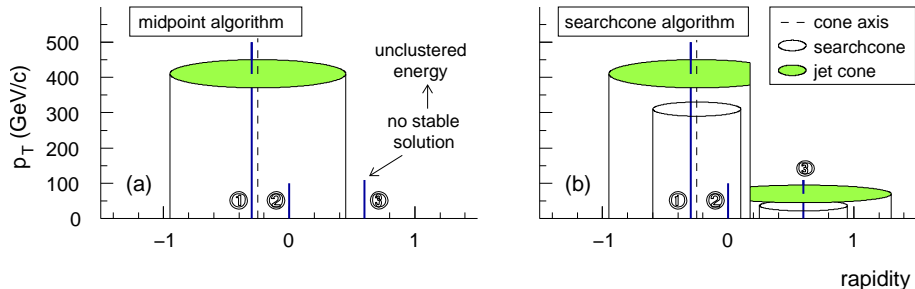 midpoint algorithm
p_T (GeV/c)
500
400
300
200
100
0
unclustered
energy
no stable
solution
(a)
① ② ③
−1 0 1
searchcone algorithm
cone axis
searchcone
jet cone
(b)
③
① ②
−1 0 1
rapidity